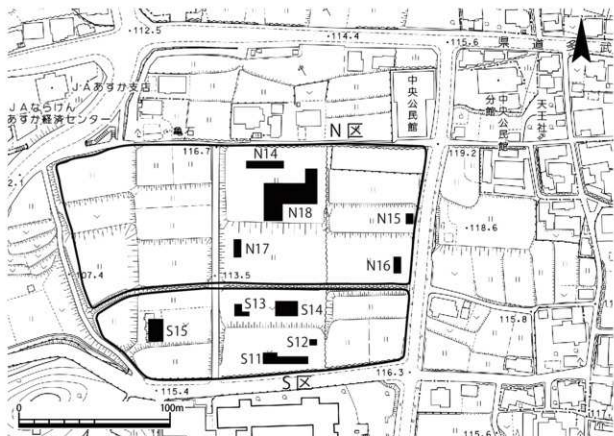 112.5
114.4
115.6
県道多武
JAあすか支店
JAならけん
あすか経済センター
亀石
中央公民館
N区
中央公民館
分館
天王社
116.7
N14
119.2
N18
N15
118.6
N17
N16
107.4
113.5
S13
S14
S15
S12
115.8
S11
116.3
S区
115.4
0
100m